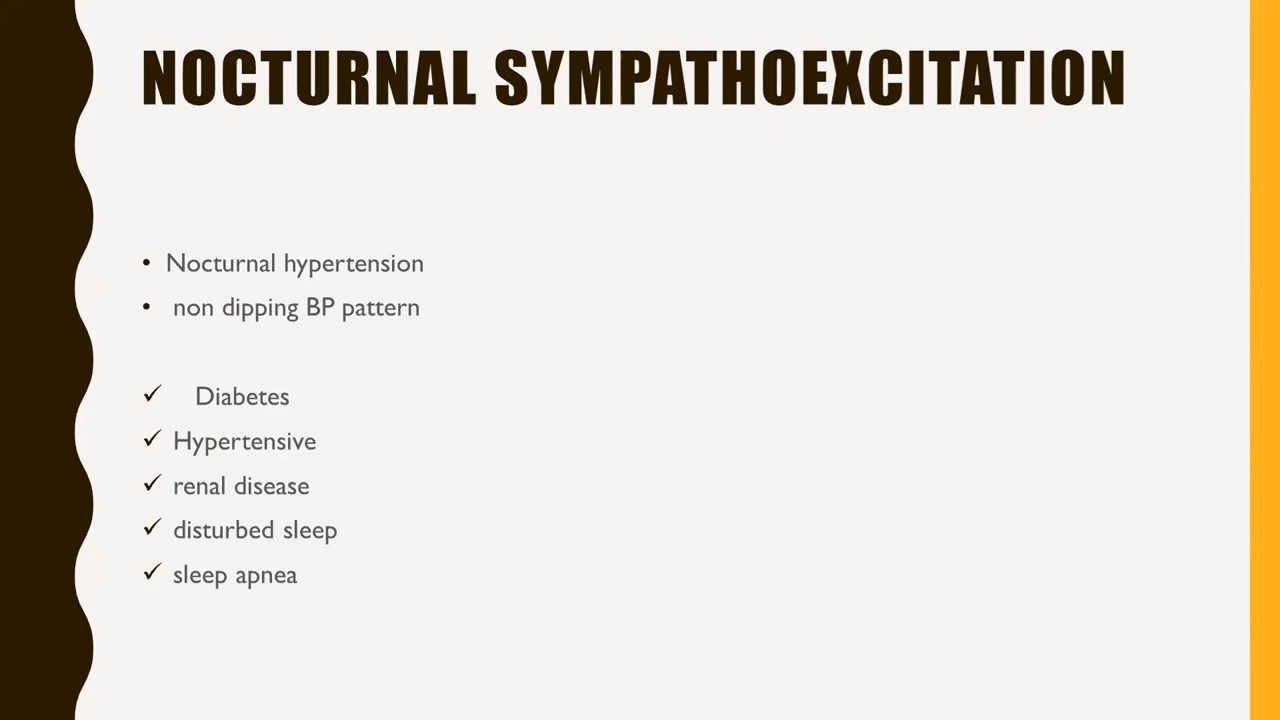 NOCTURNAL SYMPATHOEXCITATION
• Nocturnal hypertension
• non dipping BP pattern
✓ Diabetes
✓ Hypertensive
✓ renal disease
✓ disturbed sleep
✓ sleep apnea